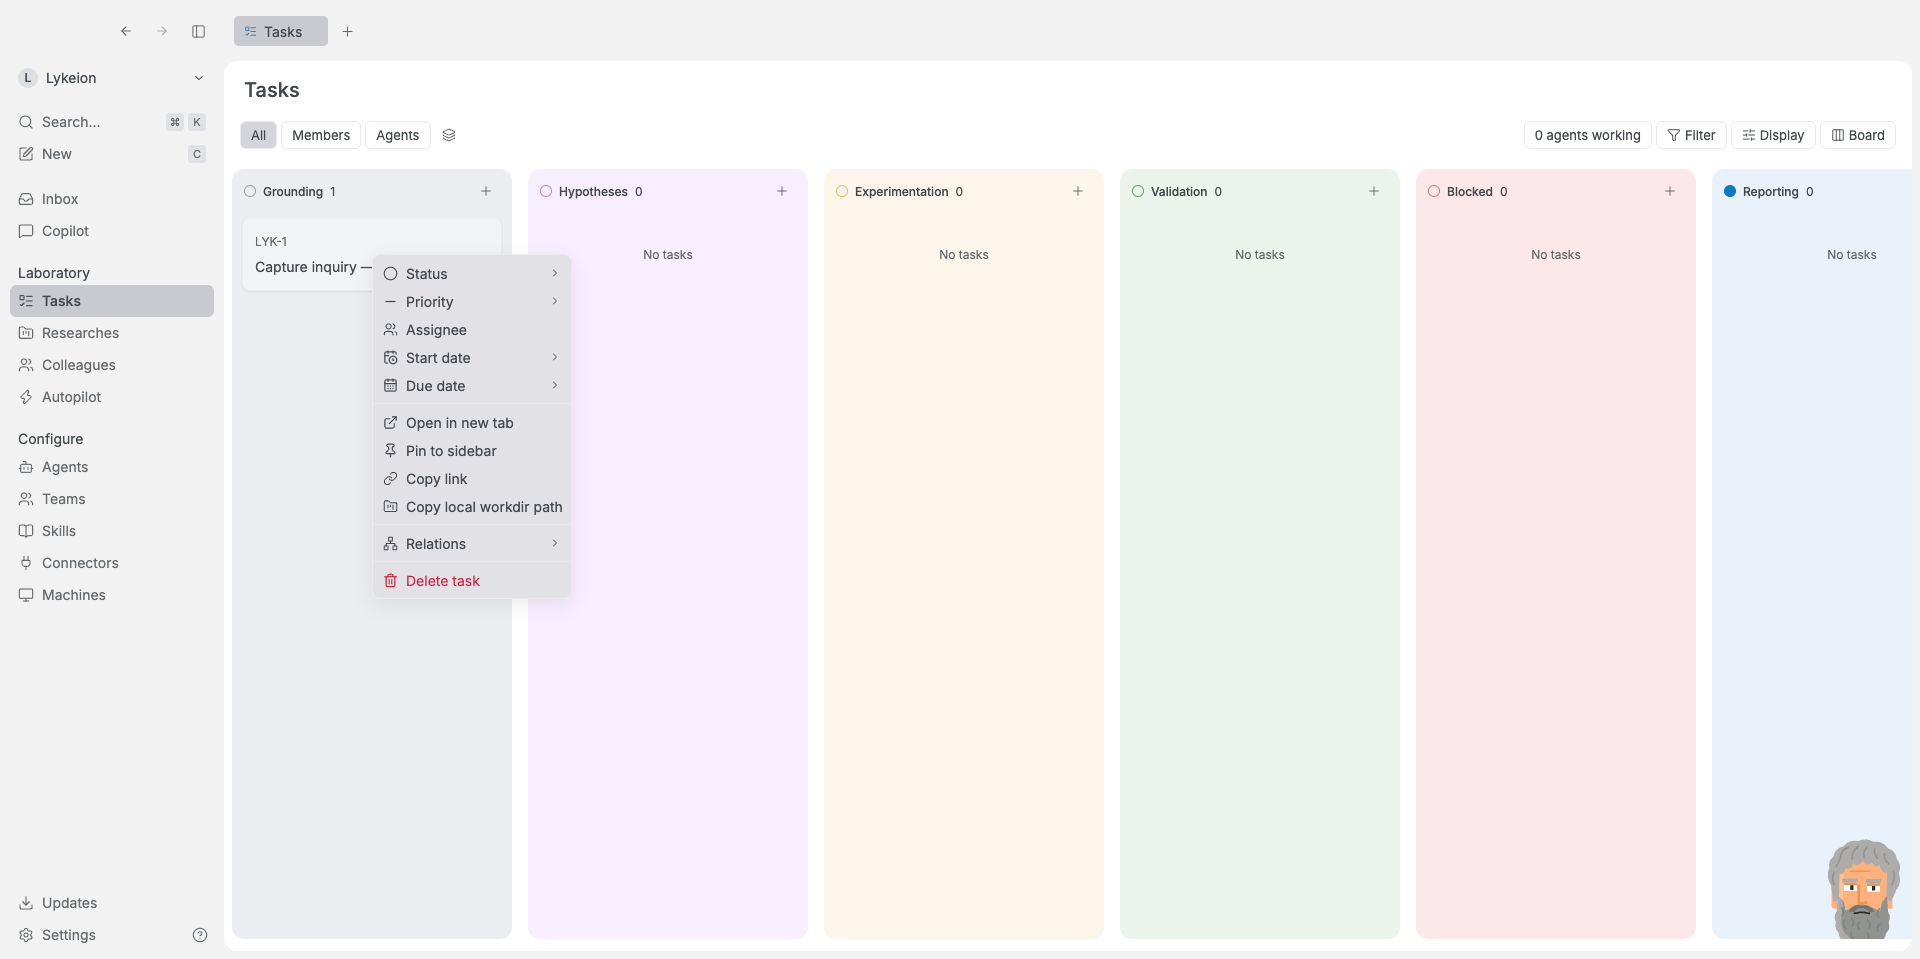 Tasks
L Lykeion
Search... ⌘ K
New C
Inbox
Copilot
Laboratory
Tasks
Researches
Colleagues
Autopilot
Configure
Agents
Teams
Skills
Connectors
Machines
Updates
Settings
Tasks
All Members Agents
0 agents working Filter Display Board
Grounding 1
LYK-1
Capture inquiry —
Status
Priority
Assignee
Start date
Due date
Open in new tab
Pin to sidebar
Copy link
Copy local workdir path
Relations
Delete task
Hypotheses 0
No tasks
Experimentation 0
No tasks
Validation 0
No tasks
Blocked 0
No tasks
Reporting 0
No tasks